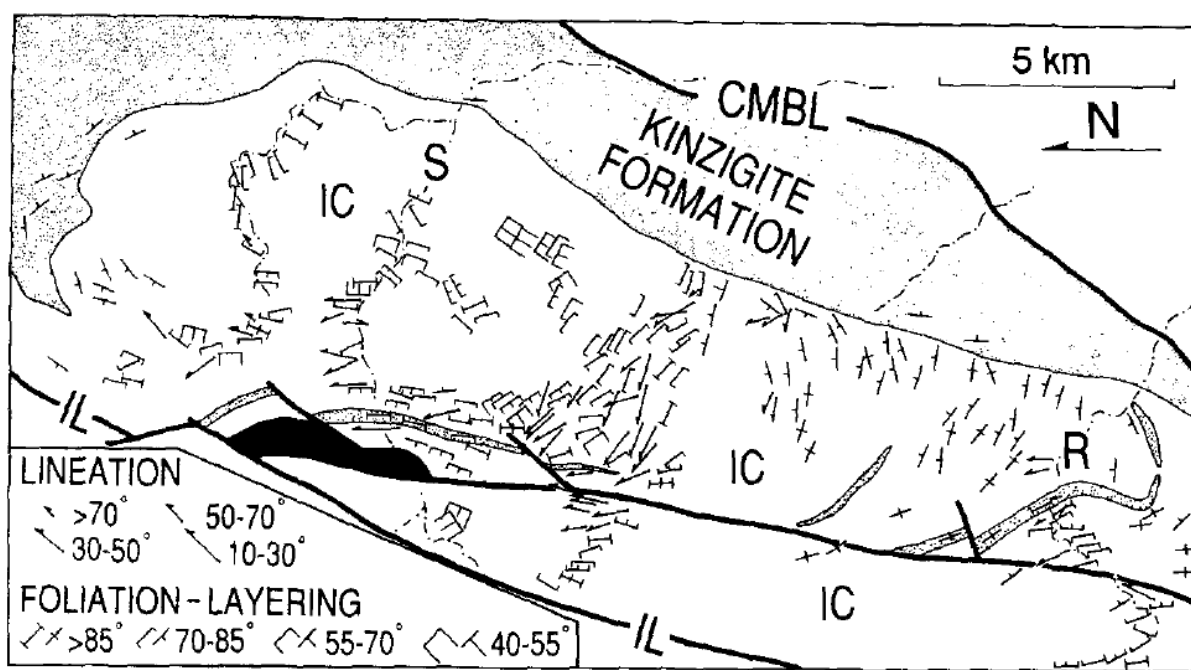 5 km
N
CMBL
KINZIGITE
FORMATION
S
IC
IL
IC
R
IC
IL
LINEATION
>70° 50-70°
30-50° 10-30°
FOLIATION-LAYERING
>85° 70-85° 55-70° 40-55°